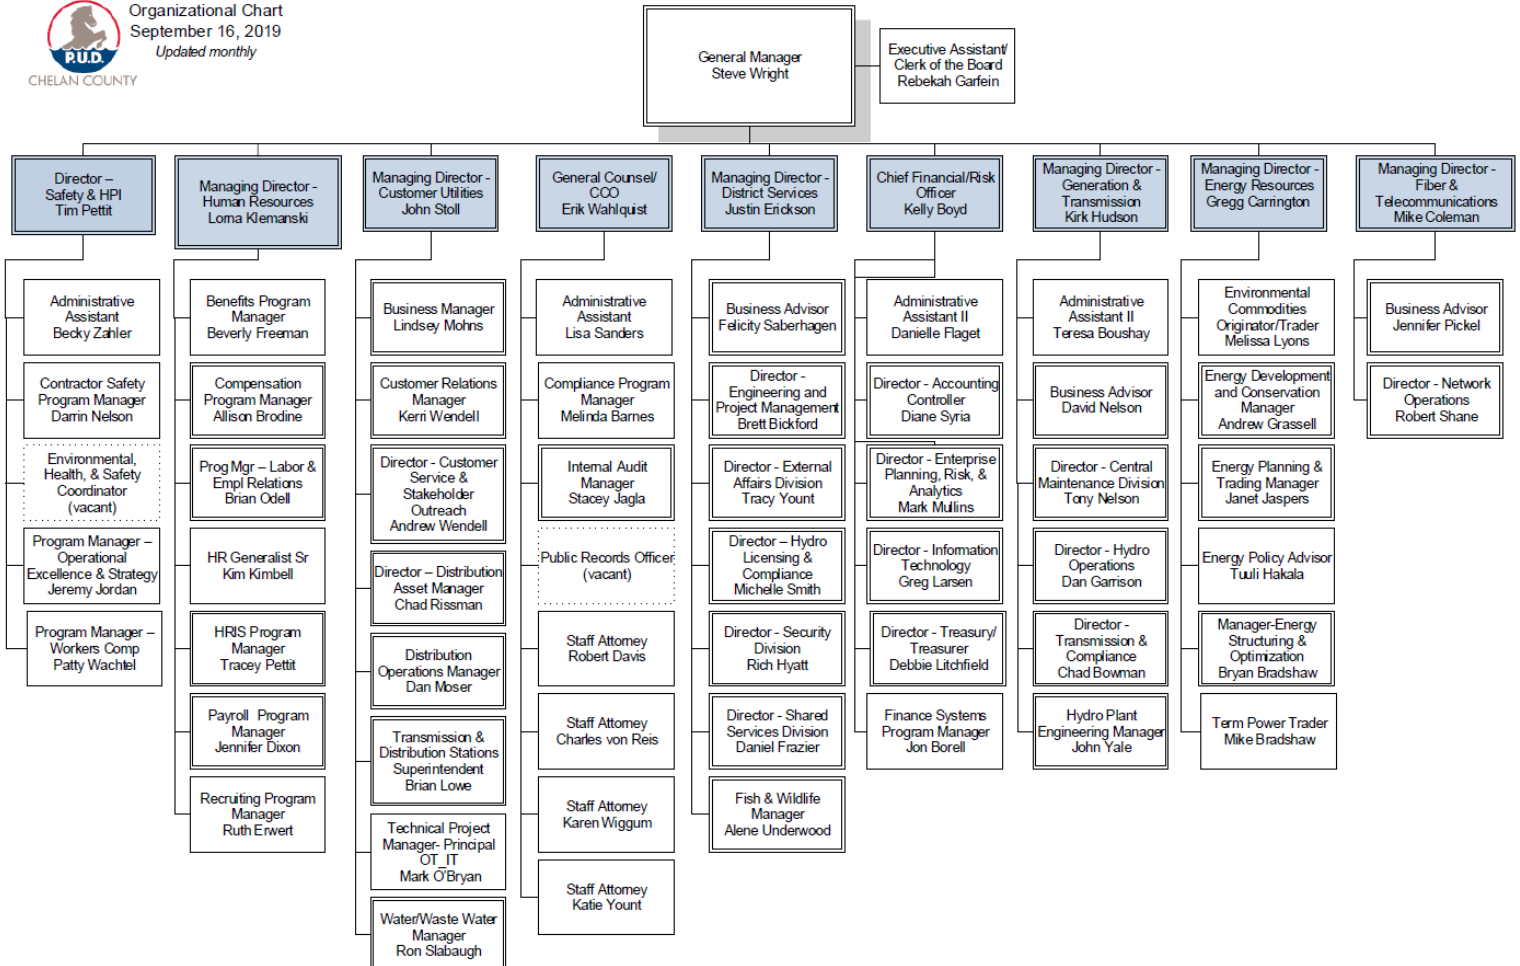 Organizational Chart
September 16, 2019
Updated monthly
P.U.D.
CHELAN COUNTY
General Manager
Steve Wright
Executive Assistant/
Clerk of the Board
Rebekah Garfein
Director –
Safety & HPI
Tim Pettit
Administrative
Assistant
Becky Zahler
Contractor Safety
Program Manager
Darrin Nelson
Environmental,
Health, & Safety
Coordinator
(vacant)
Program Manager –
Operational
Excellence & Strategy
Jeremy Jordan
Program Manager –
Workers Comp
Patty Wachtel
Managing Director -
Human Resources
Lorna Klemanski
Benefits Program
Manager
Beverly Freeman
Compensation
Program Manager
Allison Brodine
Prog Mgr – Labor &
Empl Relations
Brian Odell
HR Generalist Sr
Kim Kimbell
HRIS Program
Manager
Tracey Pettit
Payroll Program
Manager
Jennifer Dixon
Recruiting Program
Manager
Ruth Erwert
Managing Director -
Customer Utilities
John Stoll
Business Manager
Lindsey Mohns
Customer Relations
Manager
Kerri Wendell
Director - Customer
Service &
Stakeholder
Outreach
Andrew Wendell
Director – Distribution
Asset Manager
Chad Rissman
Distribution
Operations Manager
Dan Moser
Transmission &
Distribution Stations
Superintendent
Brian Lowe
Technical Project
Manager- Principal
OT_IT
Mark O'Bryan
Water/Waste Water
Manager
Ron Slabaugh
General Counsel/
CCO
Erik Wahlquist
Administrative
Assistant
Lisa Sanders
Compliance Program
Manager
Melinda Barnes
Internal Audit
Manager
Stacey Jagla
Public Records Officer
(vacant)
Staff Attorney
Robert Davis
Staff Attorney
Charles von Reis
Staff Attorney
Karen Wiggum
Staff Attorney
Katie Yount
Managing Director -
District Services
Justin Erickson
Business Advisor
Felicity Saberhagen
Director -
Engineering and
Project Management
Brett Bickford
Director - External
Affairs Division
Tracy Yount
Director – Hydro
Licensing &
Compliance
Michelle Smith
Director - Security
Division
Rich Hyatt
Director - Shared
Services Division
Daniel Frazier
Fish & Wildlife
Manager
Alene Underwood
Chief Financial/Risk
Officer
Kelly Boyd
Administrative
Assistant II
Danielle Flaget
Director - Accounting
Controller
Diane Syria
Director - Enterprise
Planning, Risk, &
Analytics
Mark Mullins
Director - Information
Technology
Greg Larsen
Director - Treasury/
Treasurer
Debbie Litchfield
Finance Systems
Program Manager
Jon Borell
Managing Director -
Generation &
Transmission
Kirk Hudson
Administrative
Assistant II
Teresa Boushay
Business Advisor
David Nelson
Director - Central
Maintenance Division
Tony Nelson
Director - Hydro
Operations
Dan Garrison
Director -
Transmission &
Compliance
Chad Bowman
Hydro Plant
Engineering Manager
John Yale
Managing Director -
Energy Resources
Gregg Carrington
Environmental
Commodities
Originator/Trader
Melissa Lyons
Energy Development
and Conservation
Manager
Andrew Grassell
Energy Planning &
Trading Manager
Janet Jaspers
Energy Policy Advisor
Tuuli Hakala
Manager-Energy
Structuring &
Optimization
Bryan Bradshaw
Term Power Trader
Mike Bradshaw
Managing Director -
Fiber &
Telecommunications
Mike Coleman
Business Advisor
Jennifer Pickel
Director - Network
Operations
Robert Shane